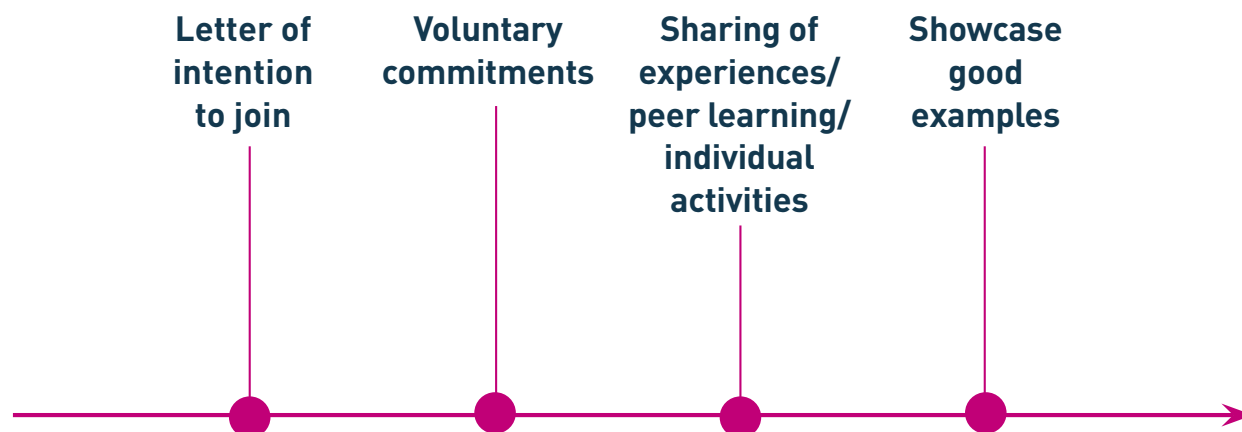 Letter of
intention
to join
Voluntary
commitments
Sharing of
experiences/
peer learning/
individual
activities
Showcase
good
examples